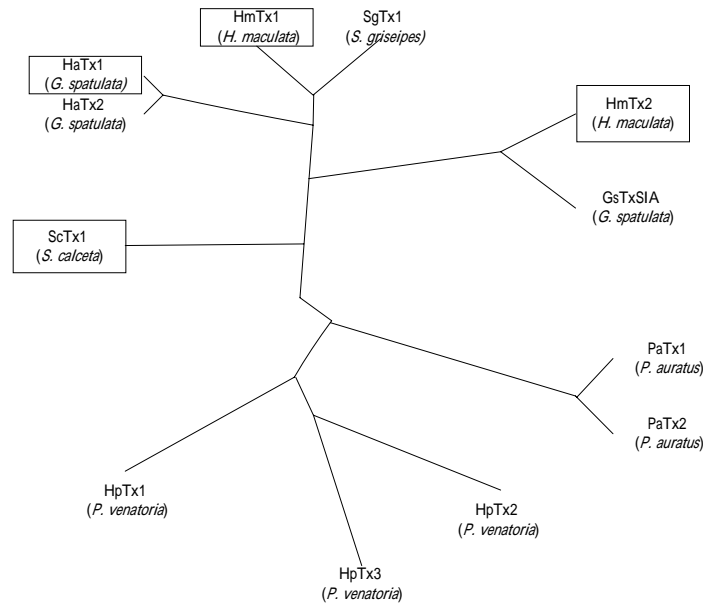 HmTx1
(H. maculata)
SgTx1
(S. griseipes)
HaTx1
(G. spatulata)
HaTx2
(G. spatulata)
HmTx2
(H. maculata)
GsTxSIA
(G. spatulata)
ScTx1
(S. calceta)
PaTx1
(P. auratus)
PaTx2
(P. auratus)
HpTx1
(P. venatoria)
HpTx2
(P. venatoria)
HpTx3
(P. venatoria)